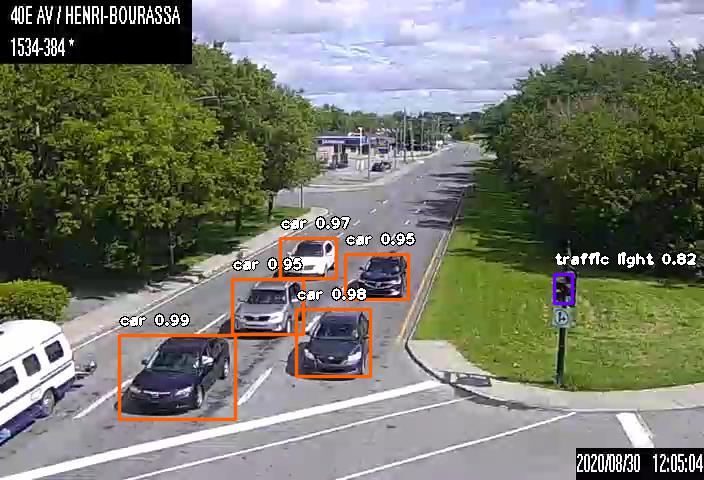 40E AV / HENRI-BOURASSA
1534-384 *
car 0.97
car 0.95
car 0.95
car 0.98
traffic light 0.82
car 0.99
2020/08/30 12:05:04